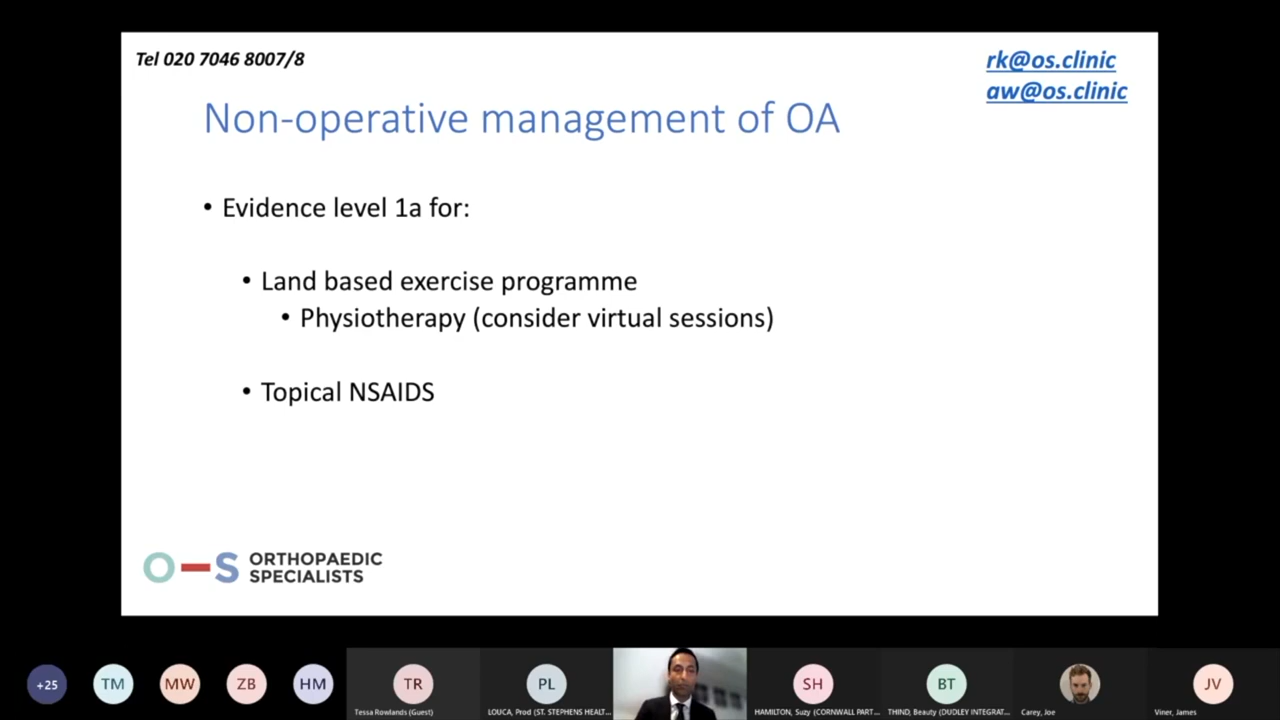 Tel 020 7046 8007/8
rk@os.clinic
aw@os.clinic
Non-operative management of OA
• Evidence level 1a for:
• Land based exercise programme
• Physiotherapy (consider virtual sessions)
• Topical NSAIDS
O–S ORTHOPAEDIC
SPECIALISTS
+25
TM
MW
ZB
HM
TR
PL
SH
BT
JV
Tessa Rowlands (Guest)
LOUCA, Prod (ST. STEPHENS HEALT...
HAMILTON, Suzy (CORNWALL PART...
THIND, Beauty (DUDLEY INTEGRAT...
Carey, Joe
Viner, James